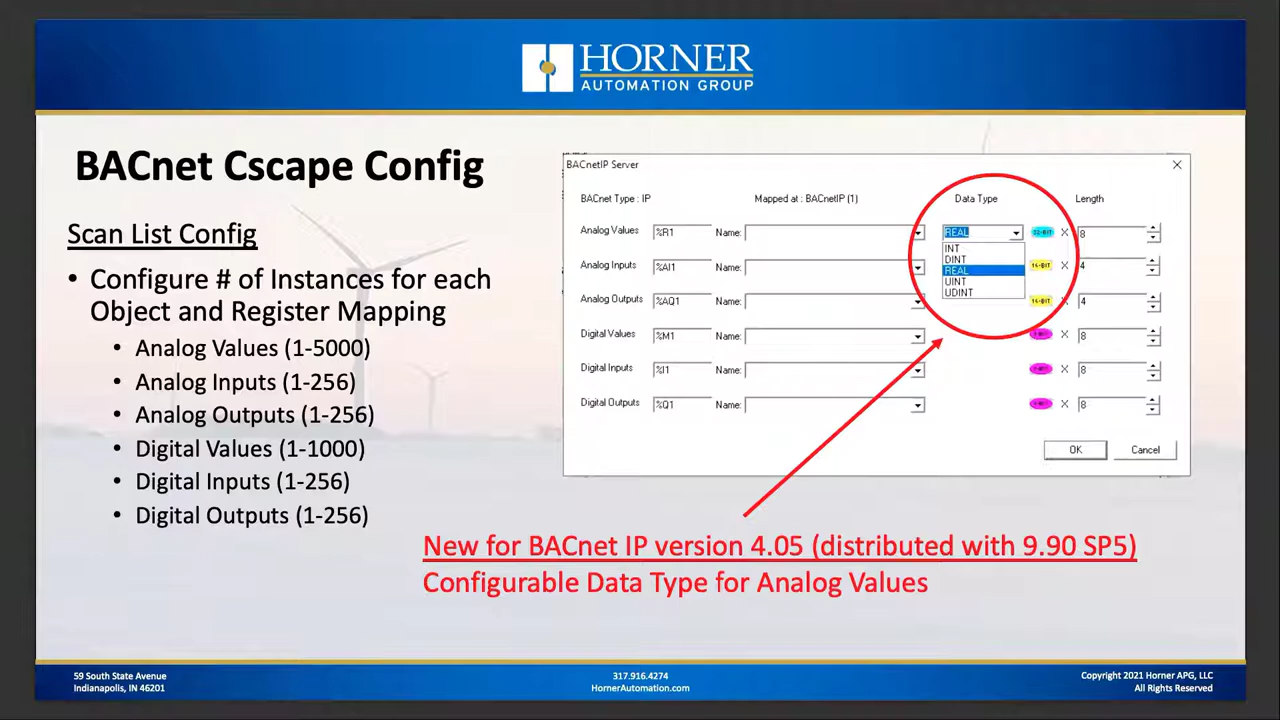 HORNER
AUTOMATION GROUP
BACnet Cscape Config
Scan List Config
• Configure # of Instances for each
Object and Register Mapping
• Analog Values (1-5000)
• Analog Inputs (1-256)
• Analog Outputs (1-256)
• Digital Values (1-1000)
• Digital Inputs (1-256)
• Digital Outputs (1-256)
BACnetIP Server
BACnet Type : IP Mapped at : BACnetIP (1) Data Type Length
Analog Values %R1 Name: REAL 32-BIT X 8
INT
DINT
REAL
UINT
UDINT
Analog Inputs %AI1 Name: 16-BIT X 4
Analog Outputs %AQ1 Name: 16-BIT X 4
Digital Values %M1 Name: X 8
Digital Inputs %I1 Name: X 8
Digital Outputs %Q1 Name: X 8
OK Cancel
New for BACnet IP version 4.05 (distributed with 9.90 SP5)
Configurable Data Type for Analog Values
59 South State Avenue
Indianapolis, IN 46201
317.916.4274
HornerAutomation.com
Copyright 2021 Horner APG, LLC
All Rights Reserved